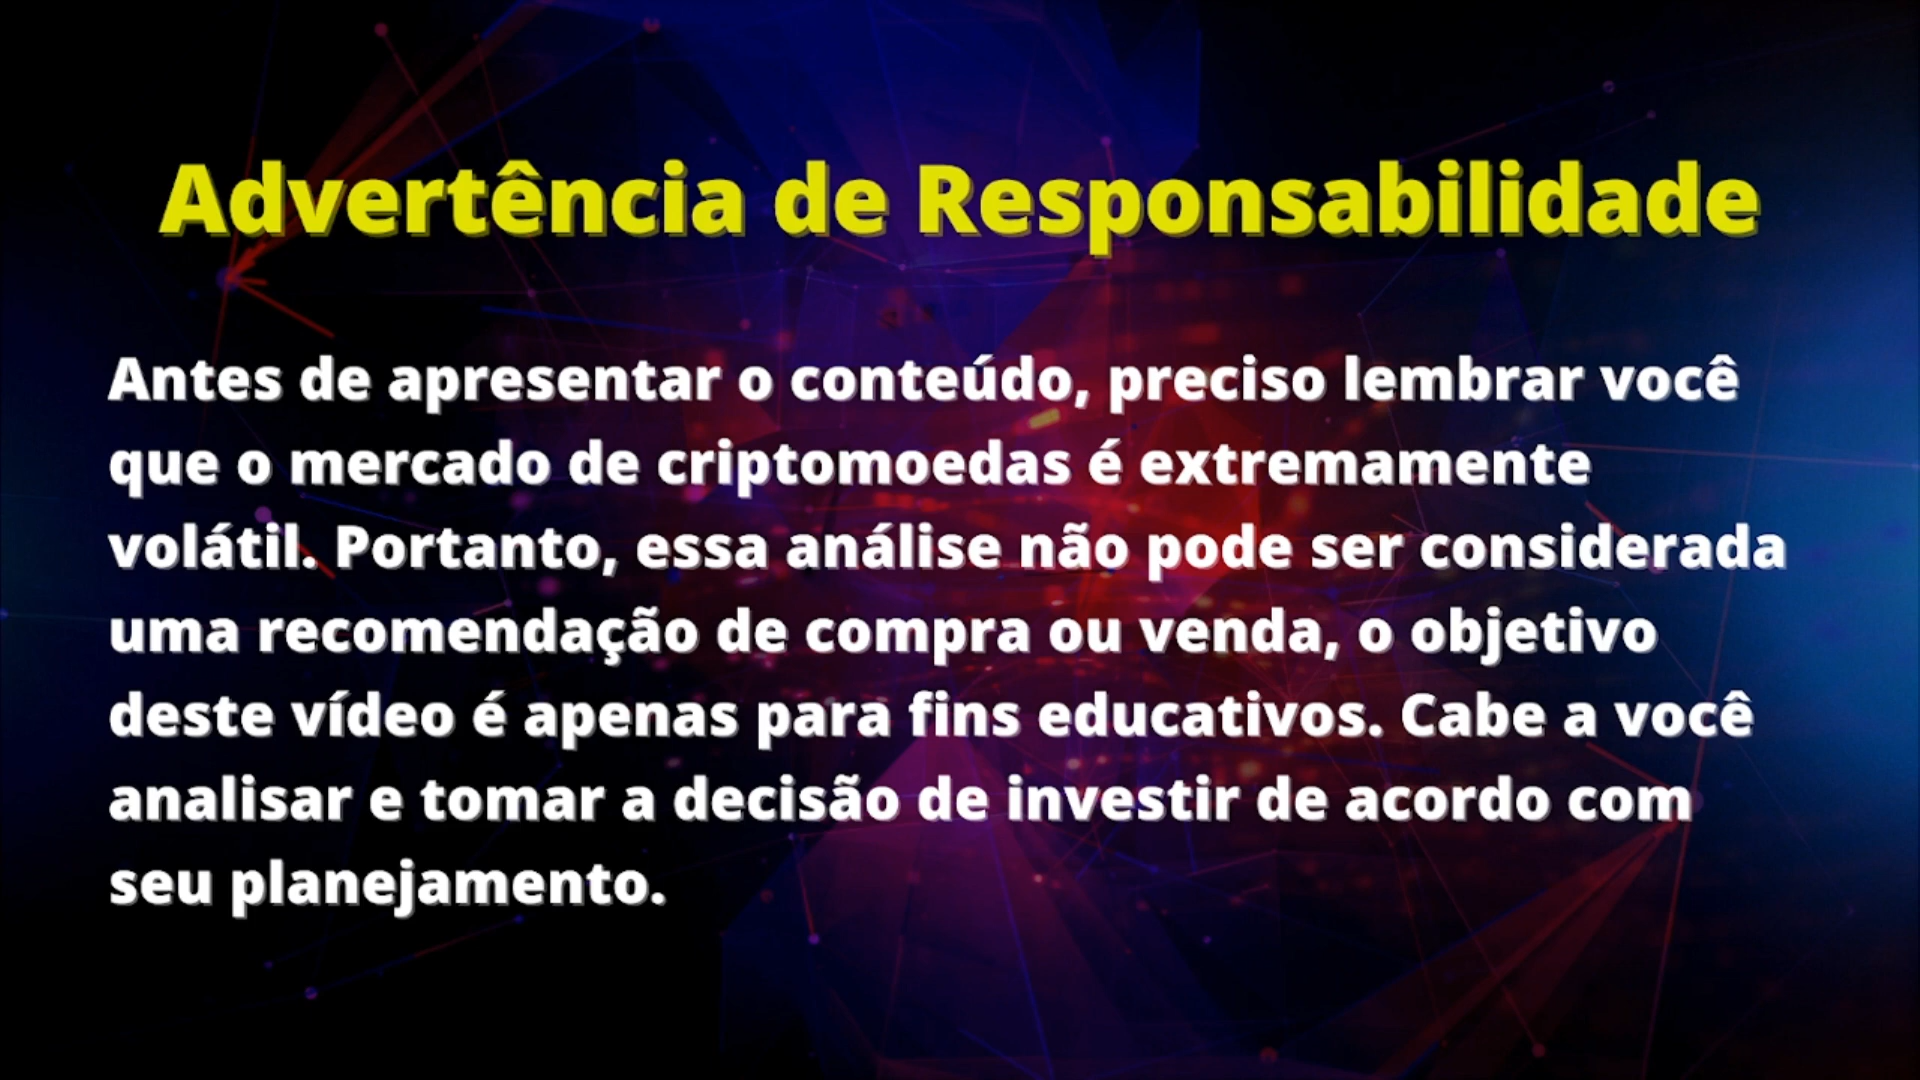 Advertência de Responsabilidade
Antes de apresentar o conteúdo, preciso lembrar você
que o mercado de criptomoedas é extremamente
volátil. Portanto, essa análise não pode ser considerada
uma recomendação de compra ou venda, o objetivo
deste vídeo é apenas para fins educativos. Cabe a você
analisar e tomar a decisão de investir de acordo com
seu planejamento.